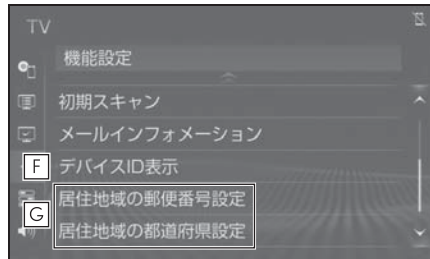 TV
機能設定
初期スキャン
メールインフォメーション
F デバイスID表示
居住地域の郵便番号設定
G
居住地域の都道府県設定